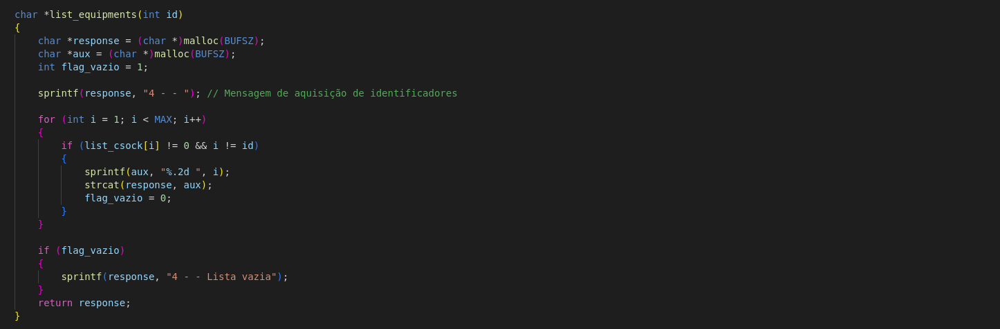 char *list_equipments(int id)
{
    char *response = (char *)malloc(BUFSZ);
    char *aux = (char *)malloc(BUFSZ);
    int flag_vazio = 1;

    sprintf(response, "4 - - "); // Mensagem de aquisição de identificadores

    for (int i = 1; i < MAX; i++)
    {
        if (list_csock[i] != 0 && i != id)
        {
            sprintf(aux, "%.2d ", i);
            strcat(response, aux);
            flag_vazio = 0;
        }
    }

    if (flag_vazio)
    {
        sprintf(response, "4 - - Lista vazia");
    }
    return response;
}